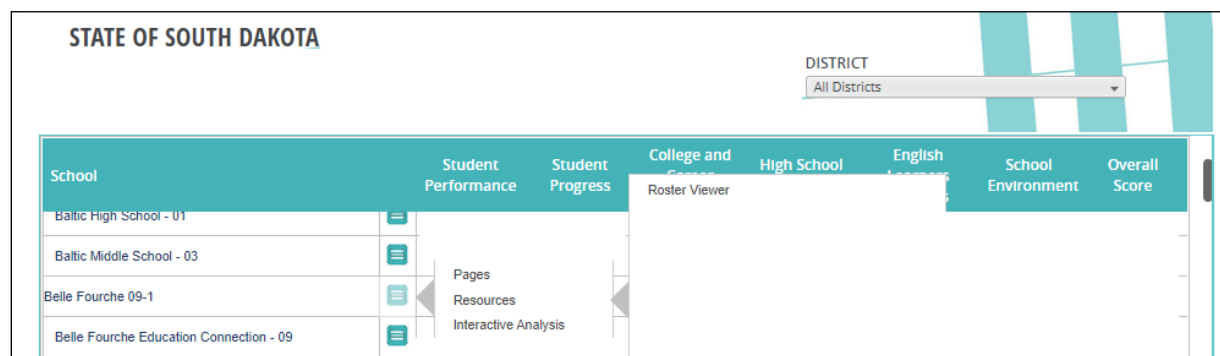 STATE OF SOUTH DAKOTA
DISTRICT
All Districts
School
Student Performance
Student Progress
College and
High School
English
School Environment
Overall Score
Roster Viewer
Baltic High School - 01
Baltic Middle School - 03
Pages
Belle Fourche 09-1
Resources
Interactive Analysis
Belle Fourche Education Connection - 09